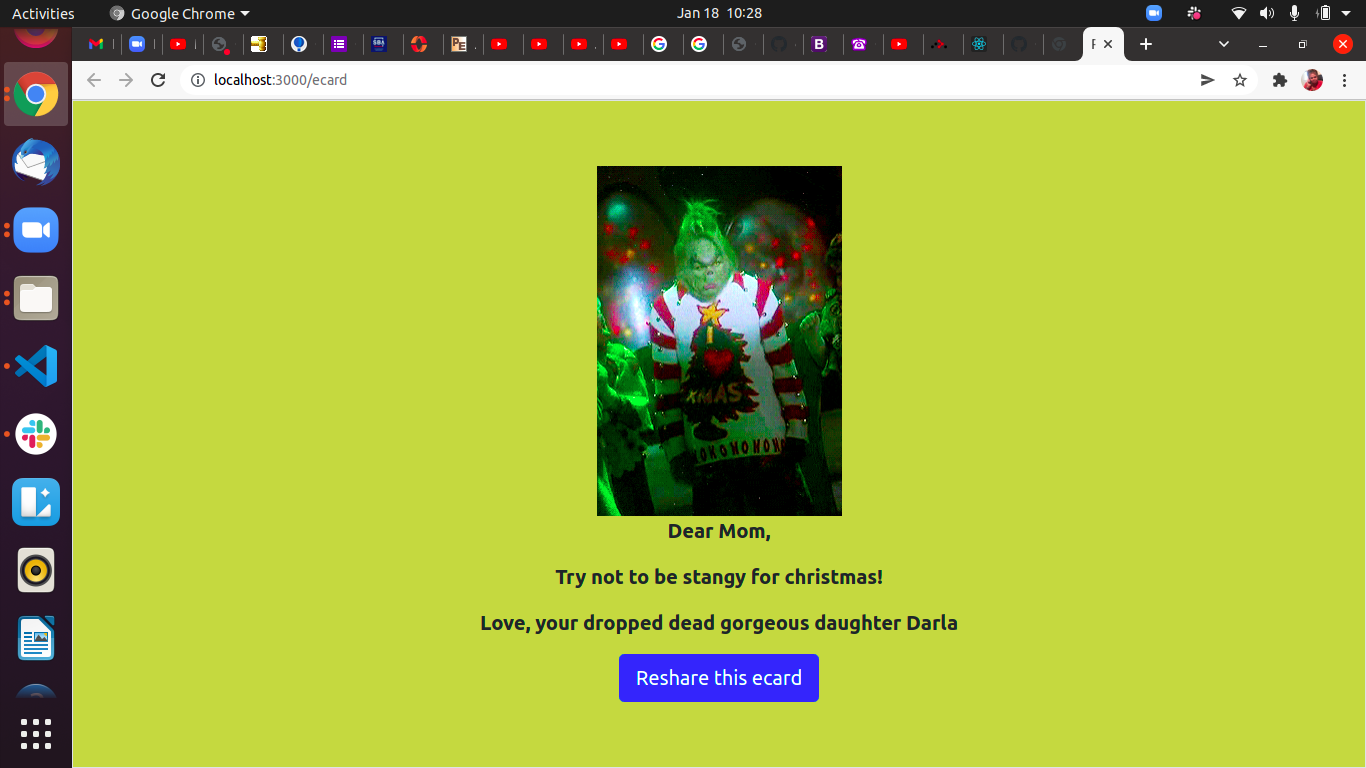 Activities Google Chrome Jan 18 10:28
localhost:3000/ecard
XMAS
Dear Mom,
Try not to be stangy for christmas!
Love, your dropped dead gorgeous daughter Darla
Reshare this ecard